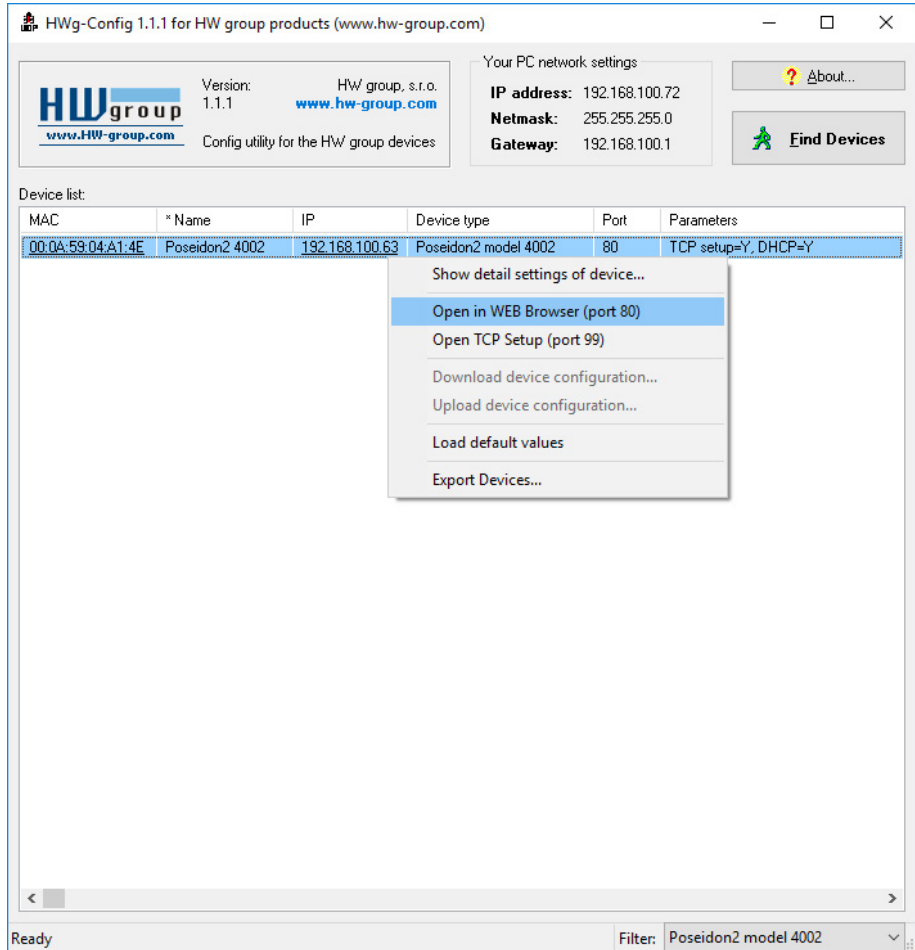 HWg-Config 1.1.1 for HW group products (www.hw-group.com)
HWgroup
www.HW-group.com
Version:
1.1.1
HW group, s.r.o.
www.hw-group.com
Config utility for the HW group devices
Your PC network settings
IP address: 192.168.100.72
Netmask: 255.255.255.0
Gateway: 192.168.100.1
? About...
Find Devices
Device list:
MAC * Name IP Device type Port Parameters
00:0A:59:04:A1:4E Poseidon2 4002 192.168.100.63 Poseidon2 model 4002 80 TCP setup=Y, DHCP=Y
Show detail settings of device...
Open in WEB Browser (port 80)
Open TCP Setup (port 99)
Download device configuration...
Upload device configuration...
Load default values
Export Devices...
Ready
Filter: Poseidon2 model 4002